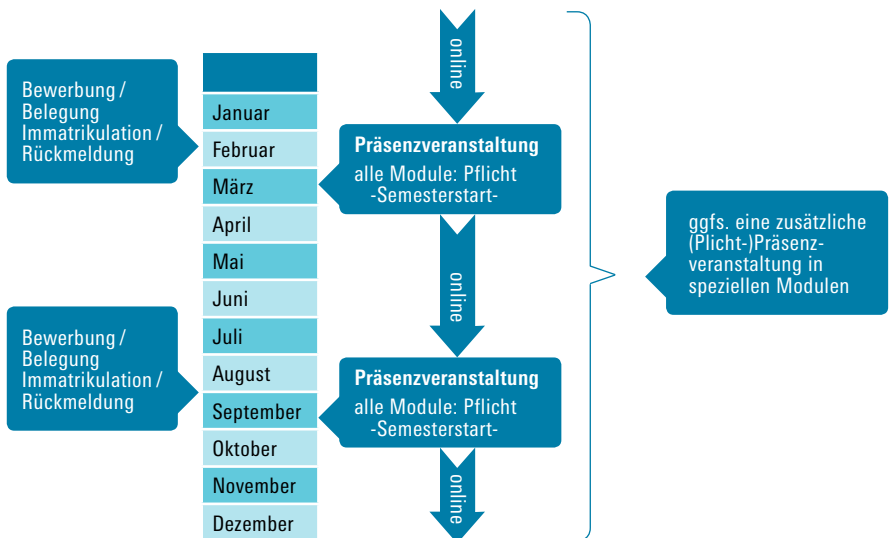 Bewerbung /
Belegung
Immatrikulation /
Rückmeldung
Bewerbung /
Belegung
Immatrikulation /
Rückmeldung
Januar
Februar
März
April
Mai
Juni
Juli
August
September
Oktober
November
Dezember
online
Präsenzveranstaltung
alle Module: Pflicht
-Semesterstart-
online
Präsenzveranstaltung
alle Module: Pflicht
-Semesterstart-
online
ggfs. eine zusätzliche
(Plicht-)Präsenz-
veranstaltung in
speziellen Modulen